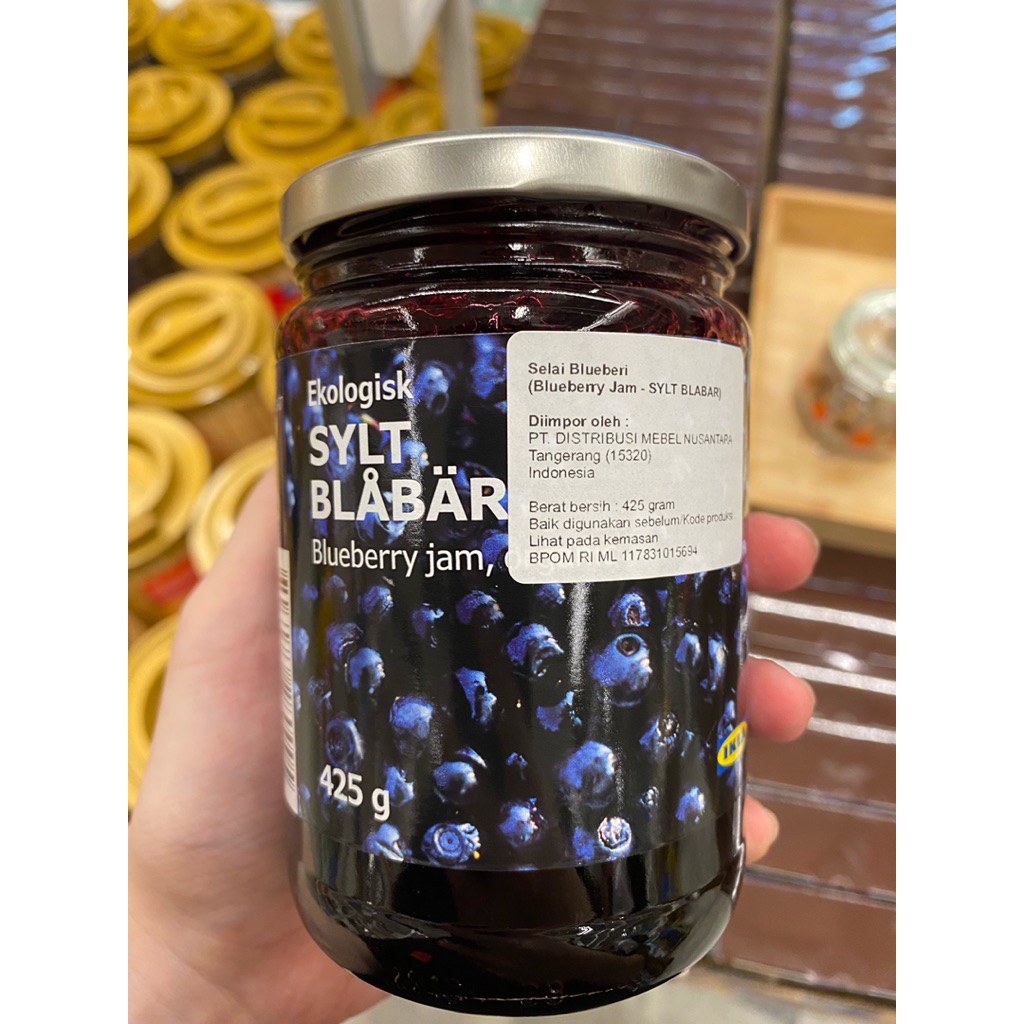 Ekologisk
SYLT
BLÅBÄR
Blueberry jam,
425 g
Selai Blueberi
(Blueberry Jam - SYLT BLABAR)
Diimpor oleh :
PT. DISTRIBUSI MEBEL NUSANTARA
Tangerang (15320)
Indonesia
Berat bersih : 425 gram
Baik digunakan sebelum/Kode produksi
Lihat pada kemasan
BPOM RI ML 117831015694